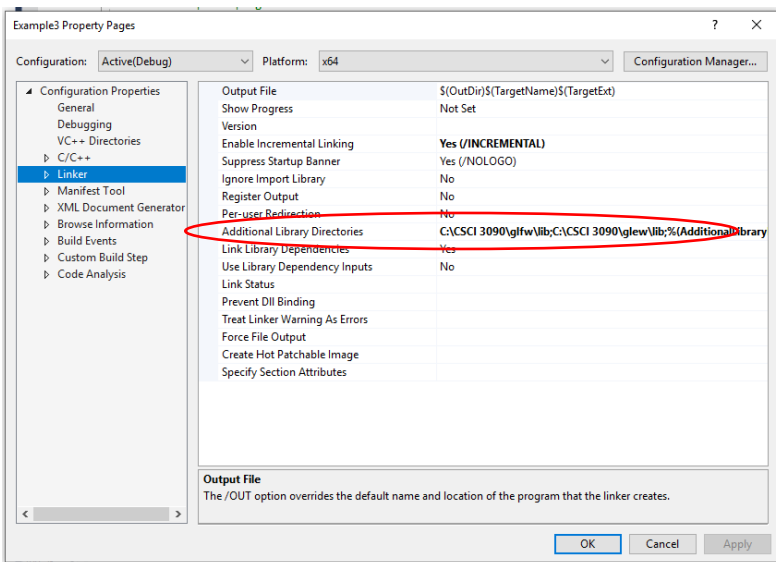 Example3 Property Pages ? ×
Configuration: Active(Debug) Platform: x64 Configuration Manager...
Configuration Properties
General
Debugging
VC++ Directories
C/C++
Linker
Manifest Tool
XML Document Generator
Browse Information
Build Events
Custom Build Step
Code Analysis
Output File $(OutDir)$(TargetName)$(TargetExt)
Show Progress Not Set
Version
Enable Incremental Linking Yes (/INCREMENTAL)
Suppress Startup Banner Yes (/NOLOGO)
Ignore Import Library No
Register Output No
Per-user Redirection No
Additional Library Directories C:\CSCI 3090\glfw\lib;C:\CSCI 3090\glew\lib;%(AdditionalLibrary
Link Library Dependencies Yes
Use Library Dependency Inputs No
Link Status
Prevent Dll Binding
Treat Linker Warning As Errors
Force File Output
Create Hot Patchable Image
Specify Section Attributes
Output File
The /OUT option overrides the default name and location of the program that the linker creates.
OK Cancel Apply